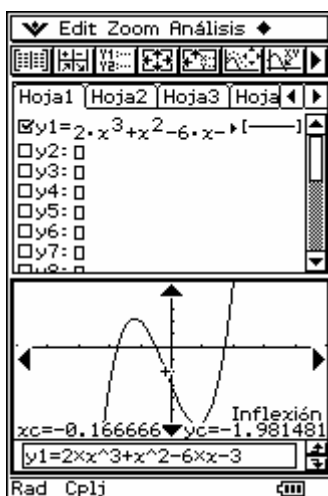 Edit Zoom Análisis
Hoja1 Hoja2 Hoja3 Hoja
y1=2·x³+x²-6·x-
y2:
y3:
y4:
y5:
y6:
y7:
y8:
Inflexión
xc=-0.166666 yc=-1.981481
y1=2×x^3+x^2-6×x-3
Rad Cplj